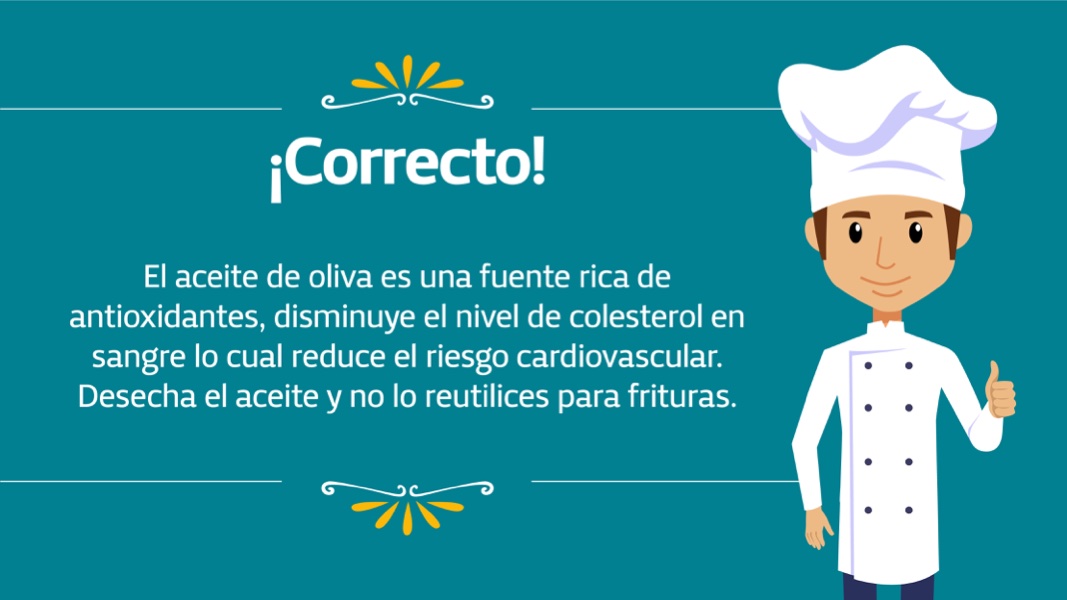 ¡Correcto!
El aceite de oliva es una fuente rica de
antioxidantes, disminuye el nivel de colesterol en
sangre lo cual reduce el riesgo cardiovascular.
Desecha el aceite y no lo reutilices para frituras.